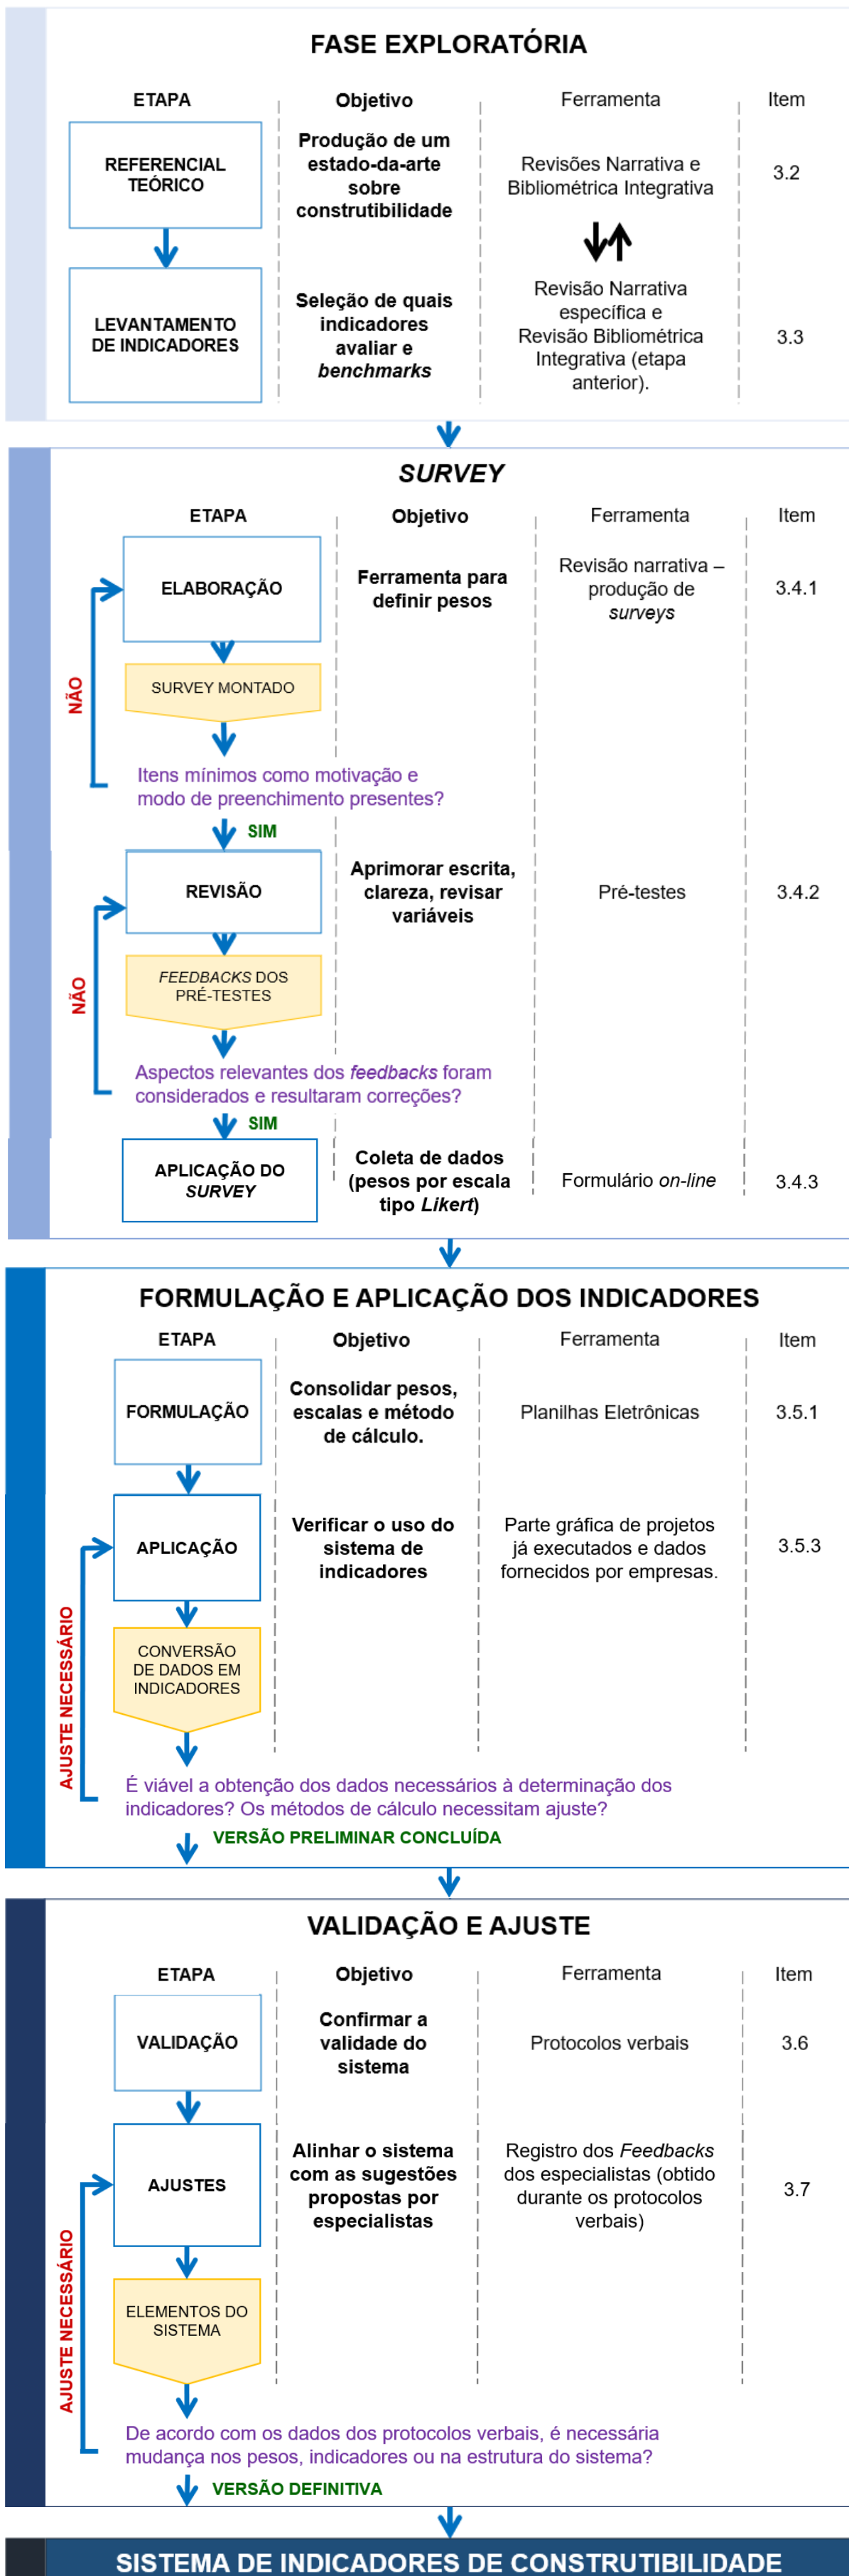 FASE EXPLORATÓRIA
ETAPA
Objetivo
Ferramenta
Item
REFERENCIAL
TEÓRICO
Produção de um
estado-da-arte
sobre
construtibilidade
Revisões Narrativa e
Bibliométrica Integrativa
3.2
LEVANTAMENTO
DE INDICADORES
Seleção de quais
indicadores
avaliar e
benchmarks
Revisão Narrativa
específica e
Revisão Bibliométrica
Integrativa (etapa
anterior).
3.3
SURVEY
ETAPA
Objetivo
Ferramenta
Item
ELABORAÇÃO
Ferramenta para
definir pesos
Revisão narrativa –
produção de
surveys
3.4.1
SURVEY MONTADO
NÃO
Itens mínimos como motivação e
modo de preenchimento presentes?
SIM
REVISÃO
Aprimorar escrita,
clareza, revisar
variáveis
Pré-testes
3.4.2
FEEDBACKS DOS
PRÉ-TESTES
NÃO
Aspectos relevantes dos feedbacks foram
considerados e resultaram correções?
SIM
APLICAÇÃO DO
SURVEY
Coleta de dados
(pesos por escala
tipo Likert)
Formulário on-line
3.4.3
FORMULAÇÃO E APLICAÇÃO DOS INDICADORES
ETAPA
Objetivo
Ferramenta
Item
FORMULAÇÃO
Consolidar pesos,
escalas e método
de cálculo.
Planilhas Eletrônicas
3.5.1
APLICAÇÃO
Verificar o uso do
sistema de
indicadores
Parte gráfica de projetos
já executados e dados
fornecidos por empresas.
3.5.3
CONVERSÃO
DE DADOS EM
INDICADORES
AJUSTE NECESSÁRIO
É viável a obtenção dos dados necessários à determinação dos
indicadores? Os métodos de cálculo necessitam ajuste?
VERSÃO PRELIMINAR CONCLUÍDA
VALIDAÇÃO E AJUSTE
ETAPA
Objetivo
Ferramenta
Item
VALIDAÇÃO
Confirmar a
validade do
sistema
Protocolos verbais
3.6
AJUSTES
Alinhar o sistema
com as sugestões
propostas por
especialistas
Registro dos Feedbacks
dos especialistas (obtido
durante os protocolos
verbais)
3.7
ELEMENTOS DO
SISTEMA
AJUSTE NECESSÁRIO
De acordo com os dados dos protocolos verbais, é necessária
mudança nos pesos, indicadores ou na estrutura do sistema?
VERSÃO DEFINITIVA
SISTEMA DE INDICADORES DE CONSTRUTIBILIDADE